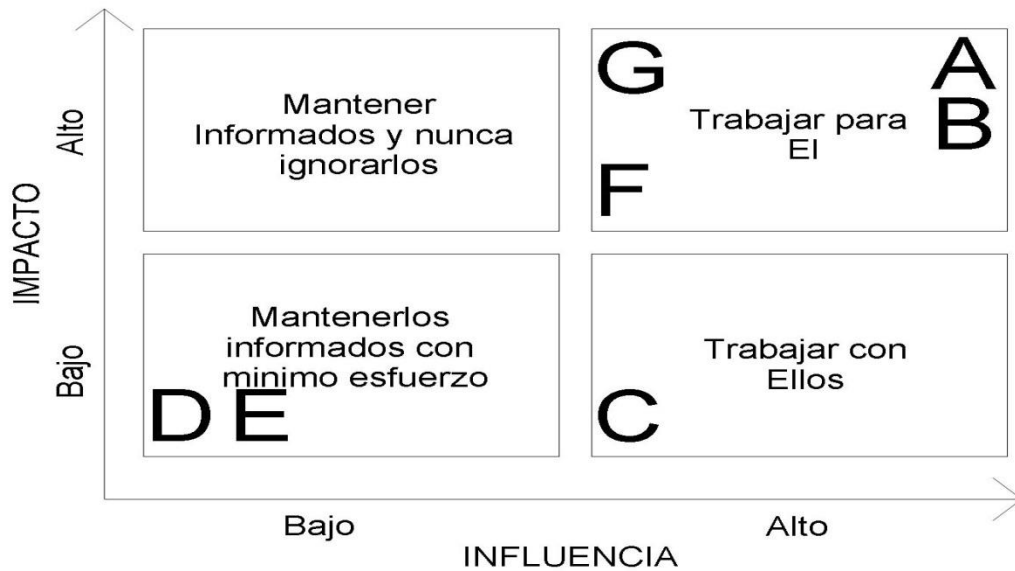 IMPACTO
Alto
Bajo
Mantener
Informados y nunca
ignorarlos
G
A
Trabajar para
El
B
F
Mantenerlos
informados con
minimo esfuerzo
D E
Trabajar con
Ellos
C
Bajo
Alto
INFLUENCIA